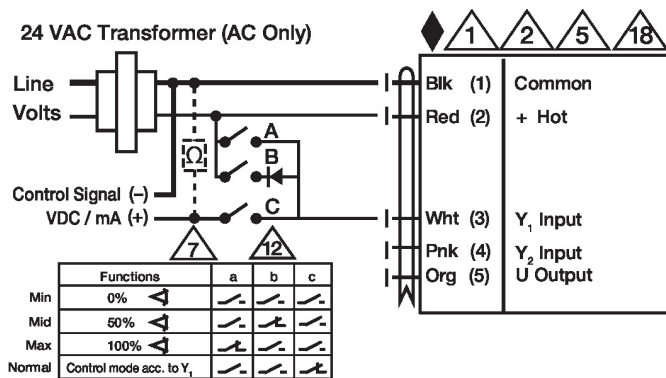 24 VAC Transformer (AC Only)
1 2 5 18
Line
Volts
Blk (1) Common
Red (2) + Hot
A
Ω
B
Control Signal (–)
VDC / mA (+)
C
Wht (3) Y1 Input
Pnk (4) Y2 Input
Org (5) U Output
7 12
Functions a b c
Min 0%
Mid 50%
Max 100%
Normal Control mode acc. to Y1